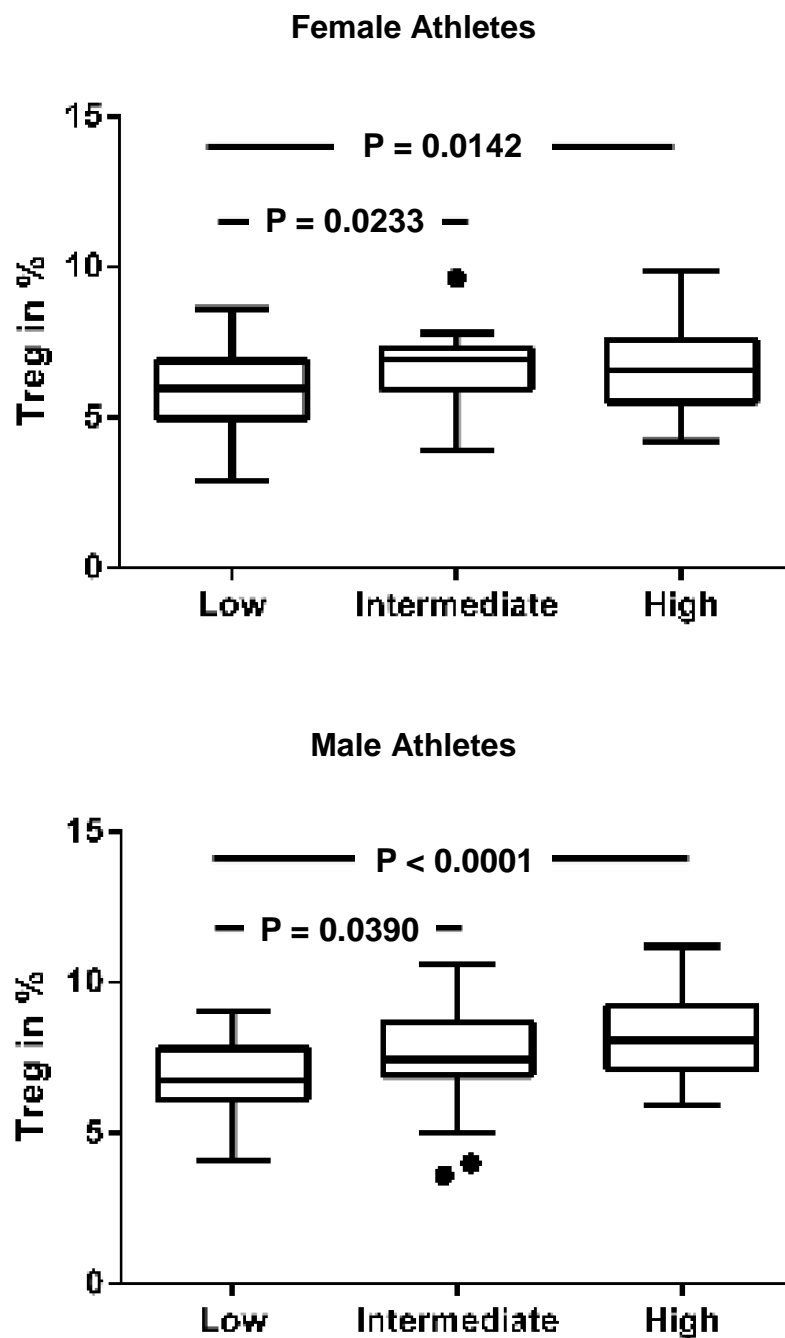 Female Athletes
15
P = 0.0142
P = 0.0233
10
Treg in %
5
0
Low Intermediate High
Male Athletes
15
P < 0.0001
P = 0.0390
10
Treg in %
5
0
Low Intermediate High